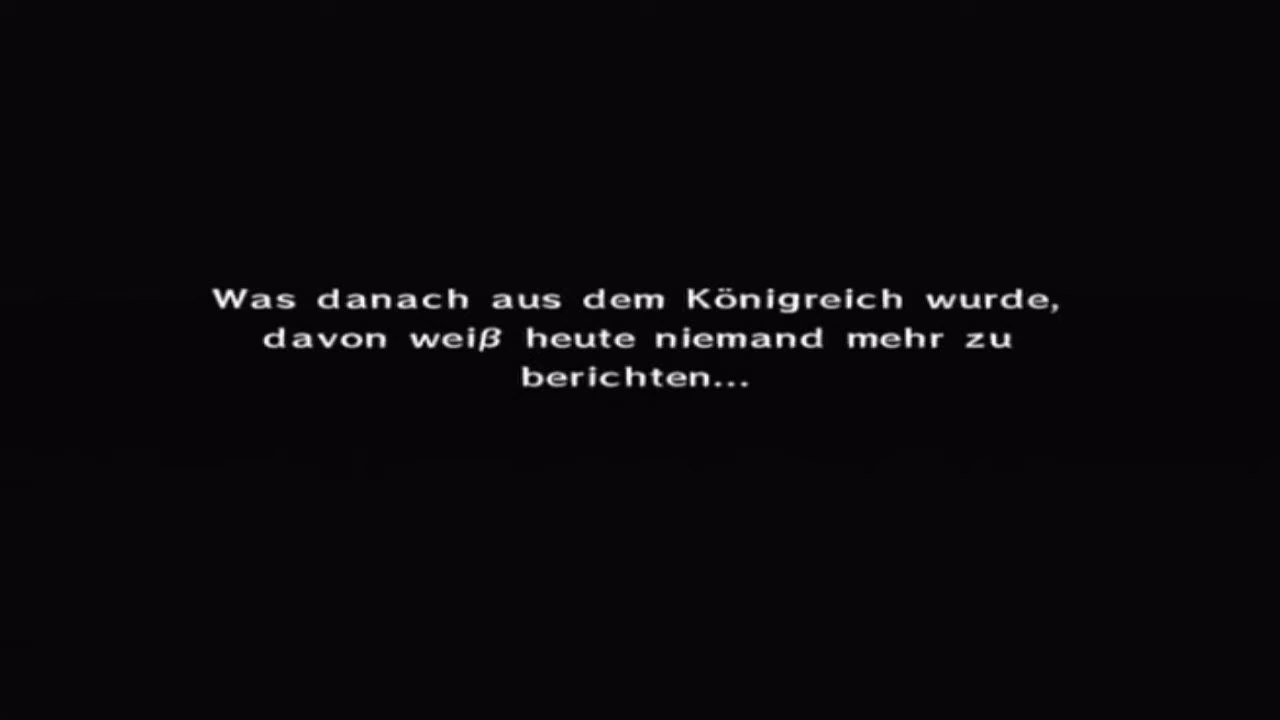 Was danach aus dem Königreich wurde,
davon weiß heute niemand mehr zu
berichten...